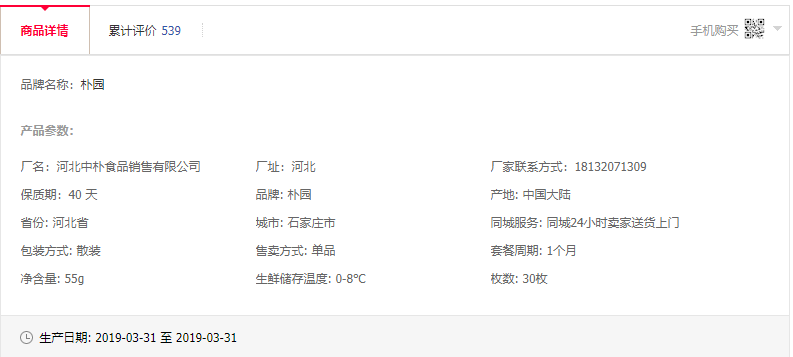 商品详情 累计评价 539 手机购买
品牌名称：朴园
产品参数：
厂名：河北中朴食品销售有限公司 厂址：河北 厂家联系方式：18132071309
保质期：40 天 品牌: 朴园 产地: 中国大陆
省份: 河北省 城市: 石家庄市 同城服务: 同城24小时卖家送货上门
包装方式: 散装 售卖方式: 单品 套餐周期: 1个月
净含量: 55g 生鲜储存温度: 0-8℃ 枚数: 30枚
生产日期: 2019-03-31 至 2019-03-31